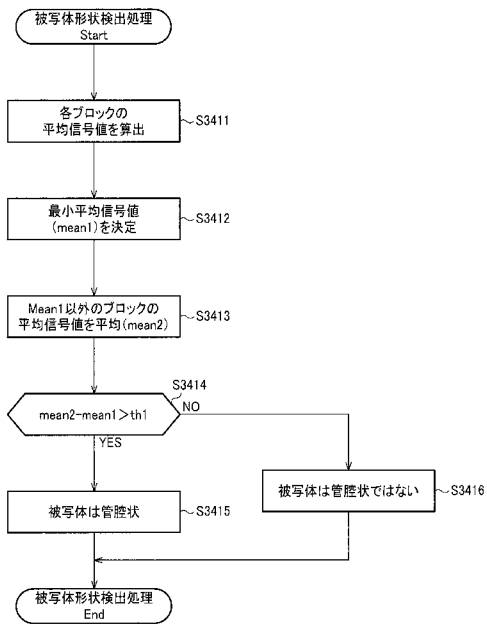 被写体形状検出処理
Start
各ブロックの
平均信号値を算出
S3411
最小平均信号値
(mean1)を決定
S3412
Mean1以外のブロックの
平均信号値を平均(mean2)
S3413
S3414
mean2-mean1>th1
NO
YES
被写体は管腔状
S3415
被写体は管腔状ではない
S3416
被写体形状検出処理
End